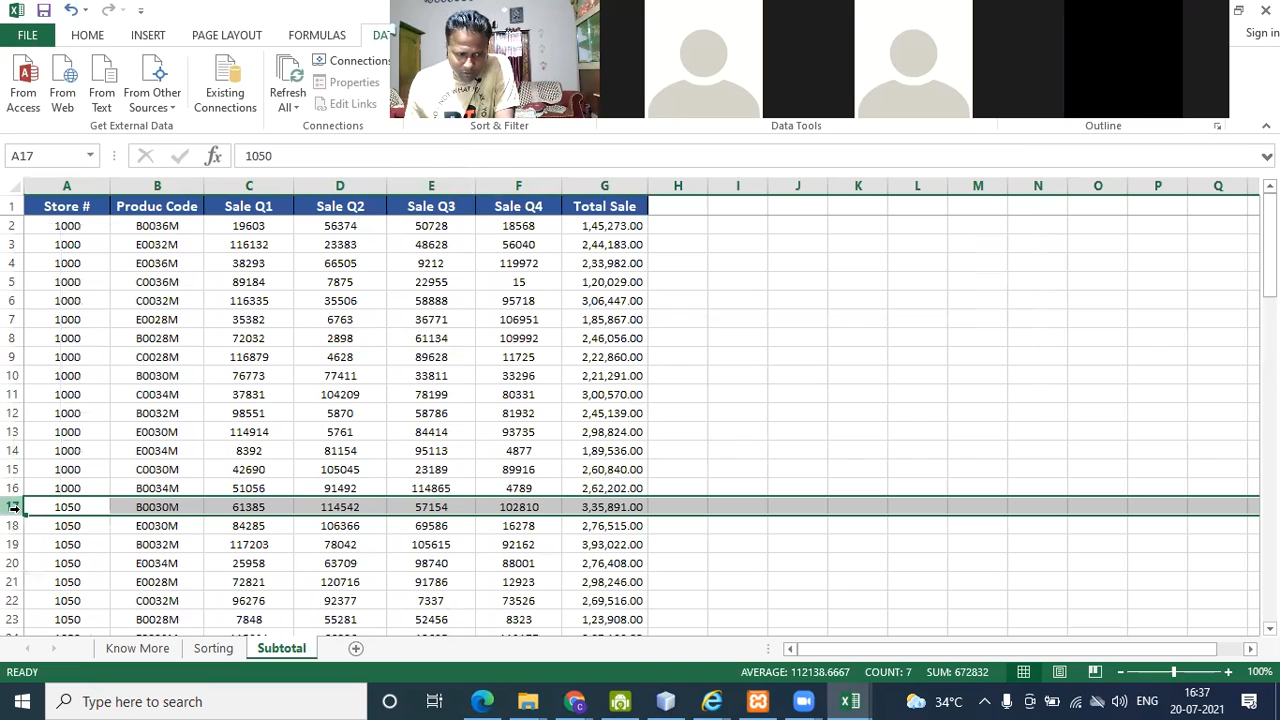 FILE HOME INSERT PAGE LAYOUT FORMULAS DA Sign in
From Access From Web From Text From Other Sources Existing Connections Refresh All Connections Properties Edit Links
Get External Data Connections Sort & Filter Data Tools Outline
NOT WHAT
A17 fx 1050
A B C D E F G H I J K L M N O P Q
1 Store # Produc Code Sale Q1 Sale Q2 Sale Q3 Sale Q4 Total Sale
2 1000 B0036M 19603 56374 50728 18568 1,45,273.00
3 1000 E0032M 116132 23383 48628 56040 2,44,183.00
4 1000 E0036M 38293 66505 9212 119972 2,33,982.00
5 1000 C0036M 89184 7875 22955 15 1,20,029.00
6 1000 C0032M 116335 35506 58888 95718 3,06,447.00
7 1000 E0028M 35382 6763 36771 106951 1,85,867.00
8 1000 B0028M 72032 2898 61134 109992 2,46,056.00
9 1000 C0028M 116879 4628 89628 11725 2,22,860.00
10 1000 B0030M 76773 77411 33811 33296 2,21,291.00
11 1000 C0034M 37831 104209 78199 80331 3,00,570.00
12 1000 B0032M 98551 5870 58786 81932 2,45,139.00
13 1000 E0030M 114914 5761 84414 93735 2,98,824.00
14 1000 E0034M 8392 81154 95113 4877 1,89,536.00
15 1000 C0030M 42690 105045 23189 89916 2,60,840.00
16 1000 B0034M 51056 91492 114865 4789 2,62,202.00
17 1050 B0030M 61385 114542 57154 102810 3,35,891.00
18 1050 E0030M 84285 106366 69586 16278 2,76,515.00
19 1050 B0032M 117203 78042 105615 92162 3,93,022.00
20 1050 E0034M 25958 63709 98740 88001 2,76,408.00
21 1050 E0028M 72821 120716 91786 12923 2,98,246.00
22 1050 C0032M 96276 92377 7337 73526 2,69,516.00
23 1050 B0028M 7848 55281 52456 8323 1,23,908.00
Know More Sorting Subtotal
READY AVERAGE: 112138.6667 COUNT: 7 SUM: 672832 100%
Type here to search 34°C ENG 16:37
20-07-2021